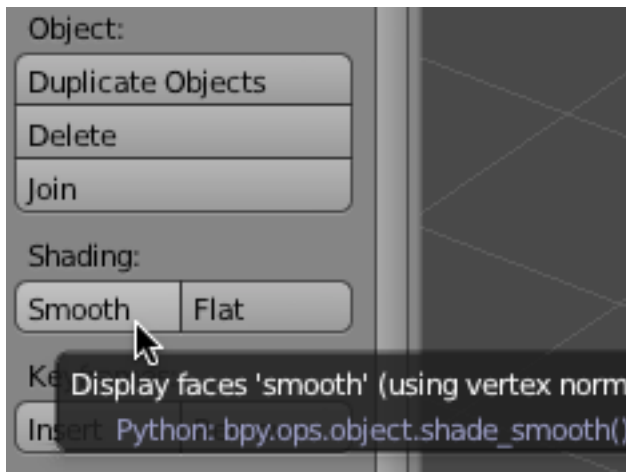 Object:
Duplicate Objects
Delete
Join
Shading:
Smooth Flat
Display faces 'smooth' (using vertex norm
Insert
Python: bpy.ops.object.shade_smooth()